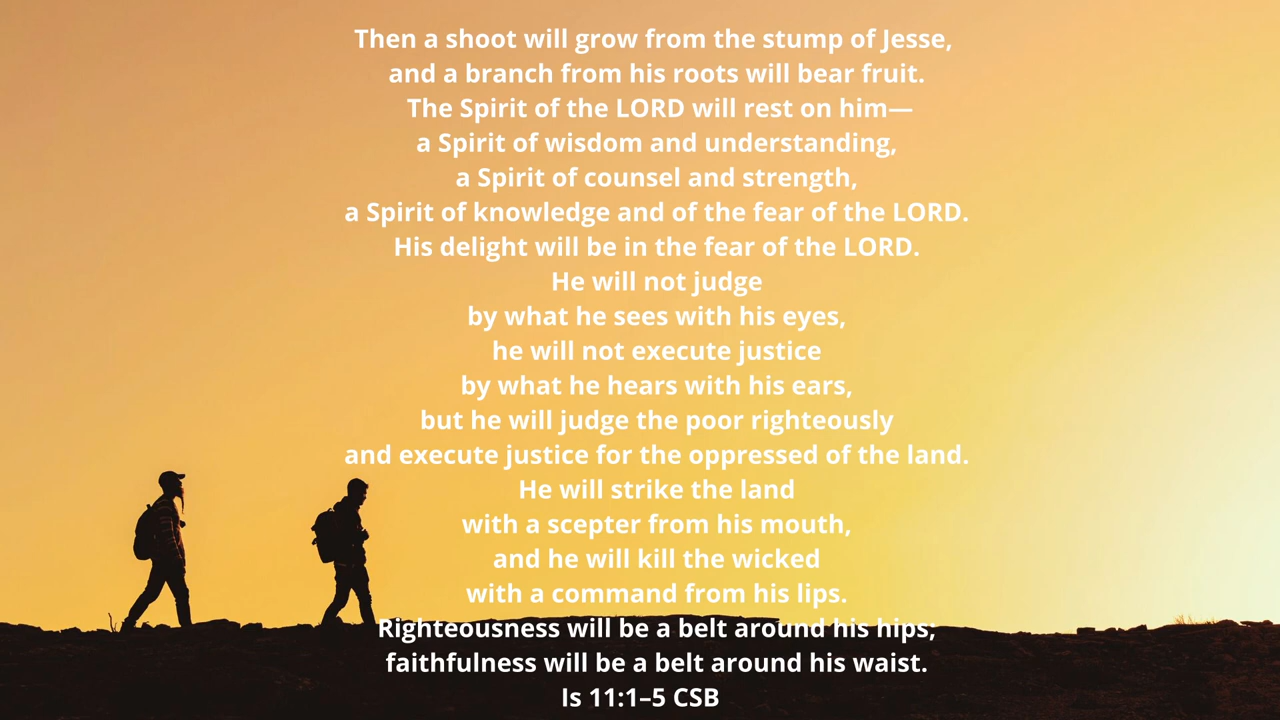 Then a shoot will grow from the stump of Jesse,
and a branch from his roots will bear fruit.
The Spirit of the LORD will rest on him—
a Spirit of wisdom and understanding,
a Spirit of counsel and strength,
a Spirit of knowledge and of the fear of the LORD.
His delight will be in the fear of the LORD.
He will not judge
by what he sees with his eyes,
he will not execute justice
by what he hears with his ears,
but he will judge the poor righteously
and execute justice for the oppressed of the land.
He will strike the land
with a scepter from his mouth,
and he will kill the wicked
with a command from his lips.
Righteousness will be a belt around his hips;
faithfulness will be a belt around his waist.
Is 11:1–5 CSB